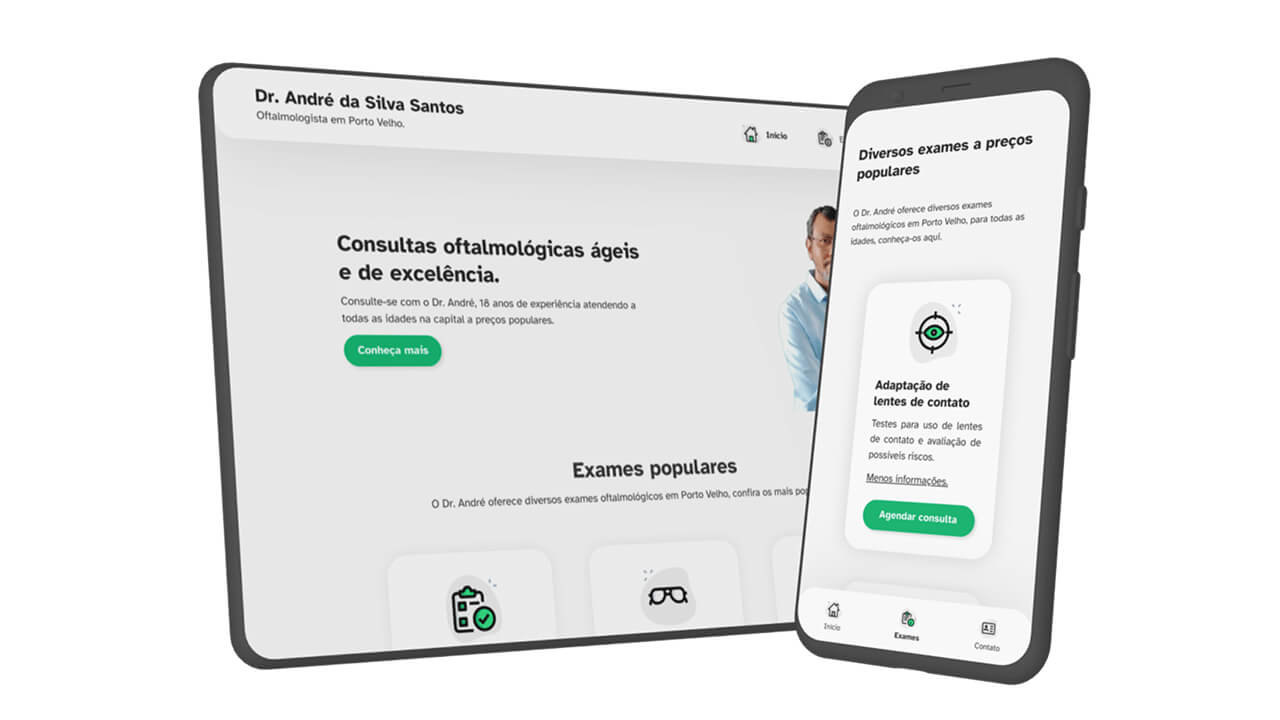 Dr. André da Silva Santos
Oftalmologista em Porto Velho.
Inicio
Consultas oftalmológicas ágeis
e de excelência.
Consulte-se com o Dr. André, 18 anos de experiência atendendo a
todas as idades na capital a preços populares.
Conheça mais
Exames populares
O Dr. André oferece diversos exames oftalmológicos em Porto Velho, confira os mais
Diversos exames a preços
populares
O Dr. André oferece diversos exames
oftalmológicos em Porto Velho, para todas as
idades, conheça-os aqui.
Adaptação de
lentes de contato
Testes para uso de lentes
de contato e avaliação de
possíveis riscos.
Menos informações.
Agendar consulta
Inicio
Exames
Contato